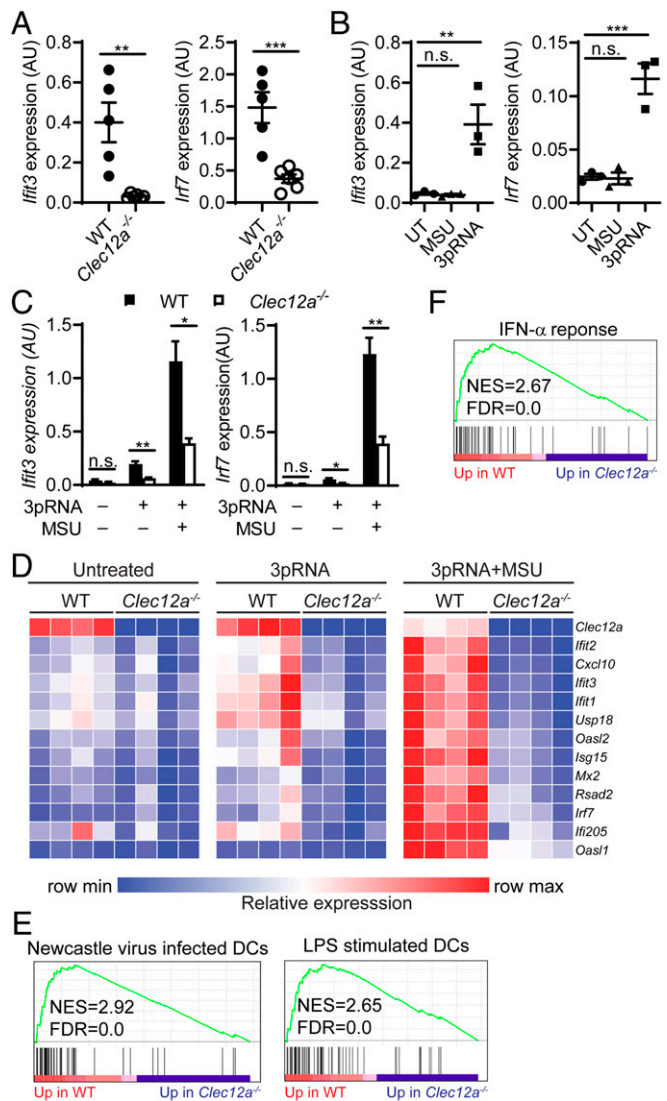 A
Ifit3 expression (AU)
0.8
0.6
0.4
0.2
0.0
**
WT
Clec12a-/-
Irf7 expression (AU)
2.5
2.0
1.5
1.0
0.5
0.0
***
WT
Clec12a-/-
B
Ifit3 expression (AU)
0.8
0.6
0.4
0.2
0.0
**
n.s.
UT
MSU
3pRNA
Irf7 expression (AU)
0.15
0.10
0.05
0.00
***
n.s.
UT
MSU
3pRNA
C
WT
Clec12a-/-
Ifit3 expression (AU)
1.5
1.0
0.5
0.0
n.s.
**
*
3pRNA – + +
MSU – – +
Irf7 expression(AU)
1.5
1.0
0.5
0.0
n.s.
*
**
– + +
– – +
F
IFN-α reponse
NES=2.67
FDR=0.0
Up in WT
Up in Clec12a-/-
D
Untreated
3pRNA
3pRNA+MSU
WT Clec12a-/-
WT Clec12a-/-
WT Clec12a-/-
Clec12a
Ifit2
Cxcl10
Ifit3
Ifit1
Usp18
Oasl2
Isg15
Mx2
Rsad2
Irf7
Ifi205
Oasl1
row min
row max
Relative expresssion
E
Newcastle virus infected DCs
NES=2.92
FDR=0.0
Up in WT
Up in Clec12a-/-
LPS stimulated DCs
NES=2.65
FDR=0.0
Up in WT
Up in Clec12a-/-